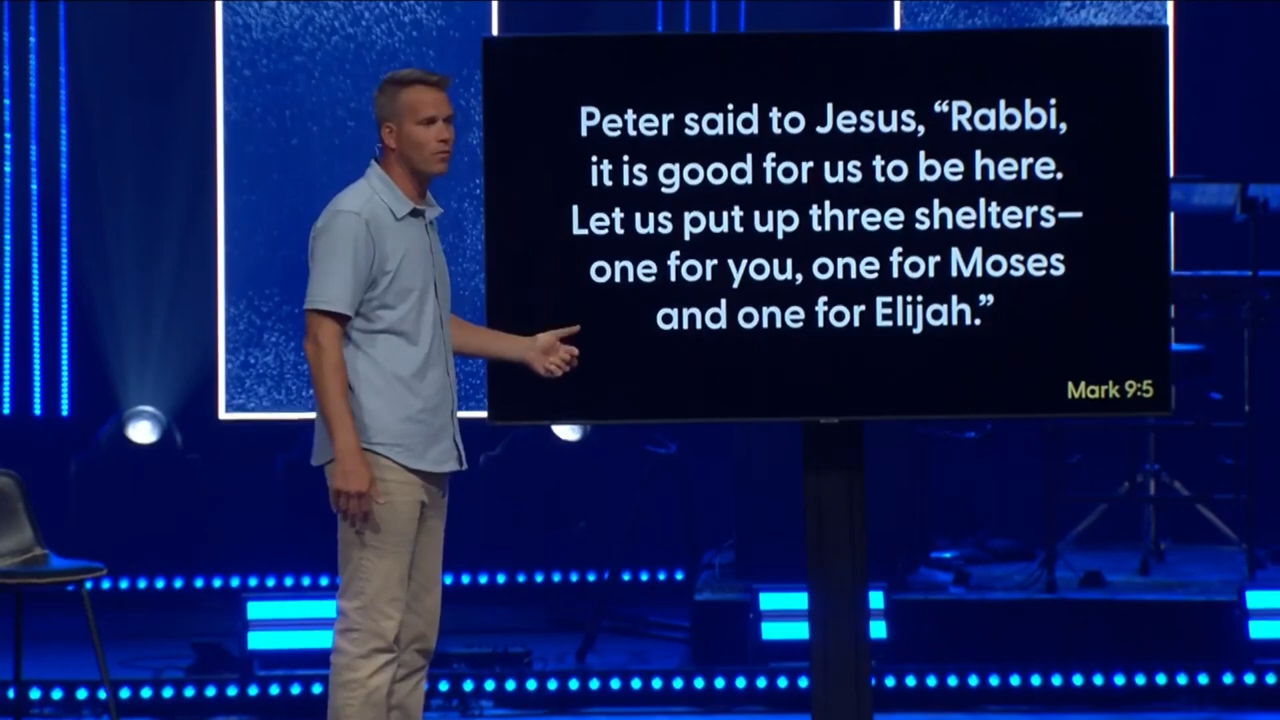 Peter said to Jesus, “Rabbi,
it is good for us to be here.
Let us put up three shelters—
one for you, one for Moses
and one for Elijah.”
Mark 9:5